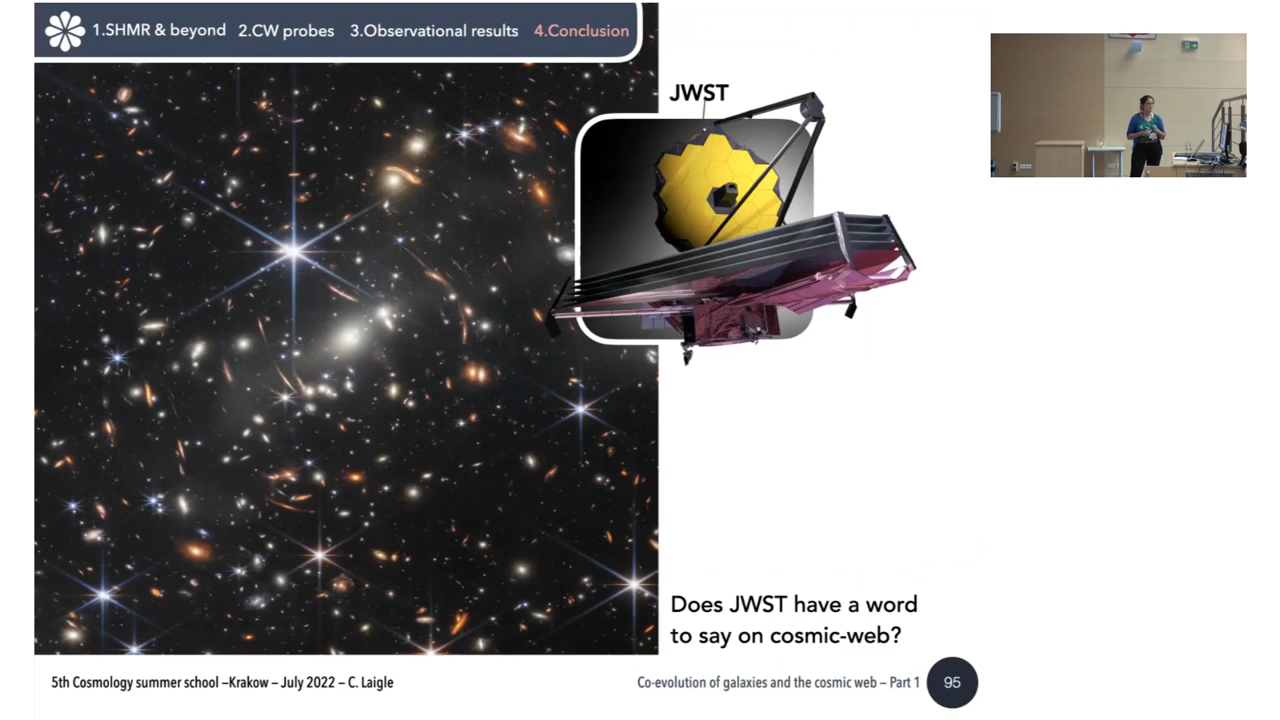 1.SHMR & beyond 2.CW probes 3.Observational results 4.Conclusion
JWST
Does JWST have a word
to say on cosmic-web?
5th Cosmology summer school –Krakow – July 2022 – C. Laigle
Co-evolution of galaxies and the cosmic web – Part 1
95